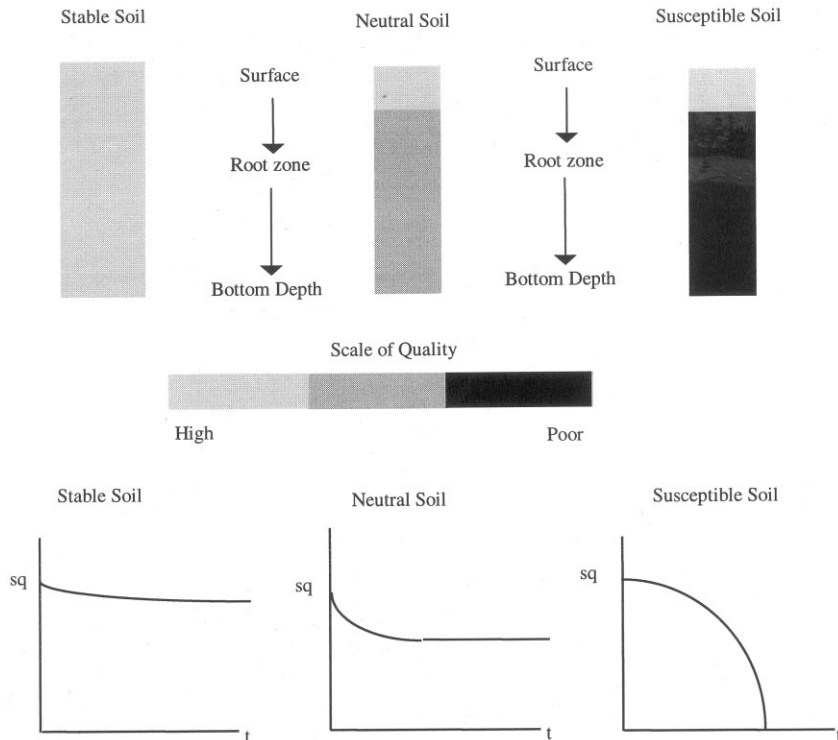 Stable Soil
Neutral Soil
Susceptible Soil
Surface
Root zone
Bottom Depth
Surface
Root zone
Bottom Depth
Scale of Quality
High
Poor
Stable Soil
Neutral Soil
Susceptible Soil
sq
t
sq
t
sq
t